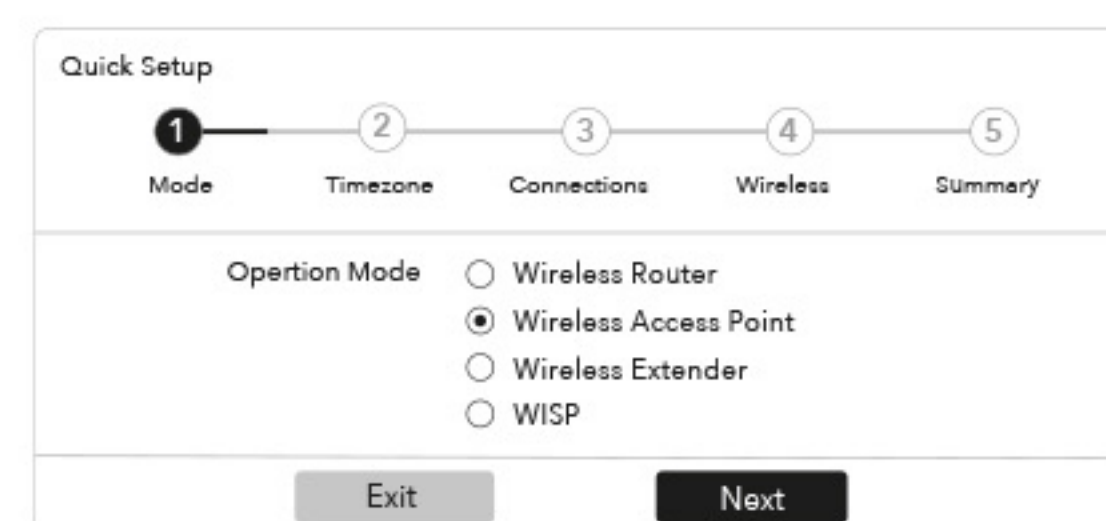 Quick Setup
1 2 3 4 5
Mode Timezone Connections Wireless Summary
Opertion Mode Wireless Router
Wireless Access Point
Wireless Extender
WISP
Exit Next